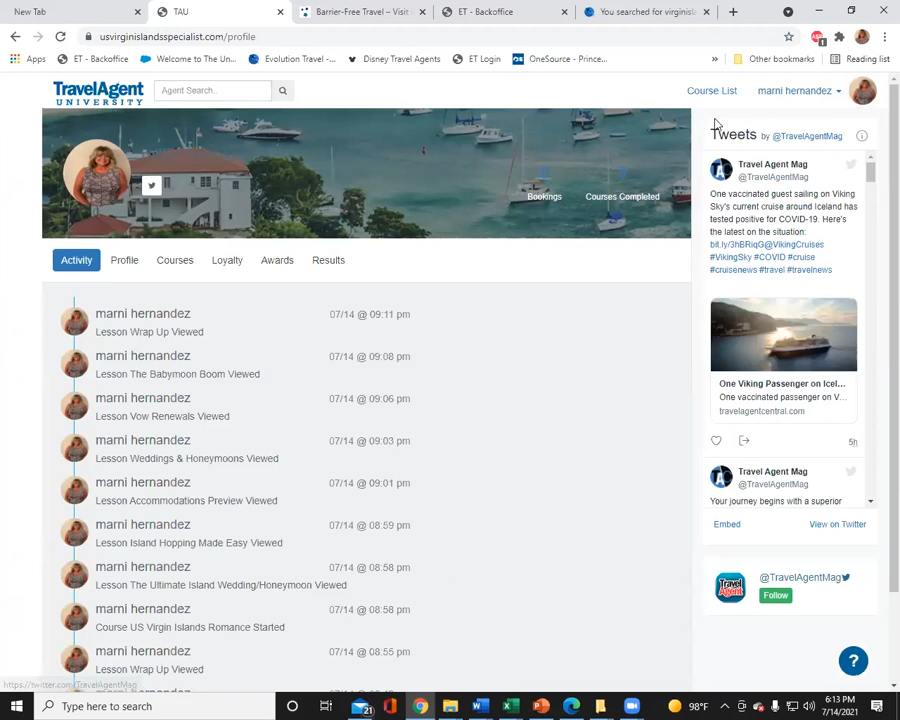 New Tab
TAU
Barrier-Free Travel – Visit
ET - Backoffice
You searched for virginisl
usvirginislandsspecialist.com/profile
Apps
ET - Backoffice
Welcome to The Un...
Evolution Travel -...
Disney Travel Agents
ET Login
OneSource - Prince...
»
Other bookmarks
Reading list
TravelAgent
UNIVERSITY
Agent Search..
Course List
marni hernandez
Bookings
Courses Completed
Tweets by @TravelAgentMag
Activity
Profile
Courses
Loyalty
Awards
Results
marni hernandez
07/14 @ 09:11 pm
Lesson Wrap Up Viewed
marni hernandez
07/14 @ 09:08 pm
Lesson The Babymoon Boom Viewed
marni hernandez
07/14 @ 09:06 pm
Lesson Vow Renewals Viewed
marni hernandez
07/14 @ 09:03 pm
Lesson Weddings & Honeymoons Viewed
marni hernandez
07/14 @ 09:01 pm
Lesson Accommodations Preview Viewed
marni hernandez
07/14 @ 08:59 pm
Lesson Island Hopping Made Easy Viewed
marni hernandez
07/14 @ 08:58 pm
Lesson The Ultimate Island Wedding/Honeymoon Viewed
marni hernandez
07/14 @ 08:58 pm
Course US Virgin Islands Romance Started
marni hernandez
07/14 @ 08:55 pm
Lesson Wrap Up Viewed
Travel Agent Mag
@TravelAgentMag
One vaccinated guest sailing on Viking
Sky's current cruise around Iceland has
tested positive for COVID-19. Here's
the latest on the situation:
bit.ly/3hBRiqG@VikingCruises
#VikingSky #COVID #cruise
#cruisenews #travel #travelnews
One Viking Passenger on Icel...
One vaccinated passenger on V...
travelagentcentral.com
5h
Travel Agent Mag
@TravelAgentMag
Your journey begins with a superior
Embed
View on Twitter
Travel Agent
@TravelAgentMag
Follow
?
https://twitter.com/TravelAgentMag
Type here to search
21
98°F
6:13 PM
7/14/2021